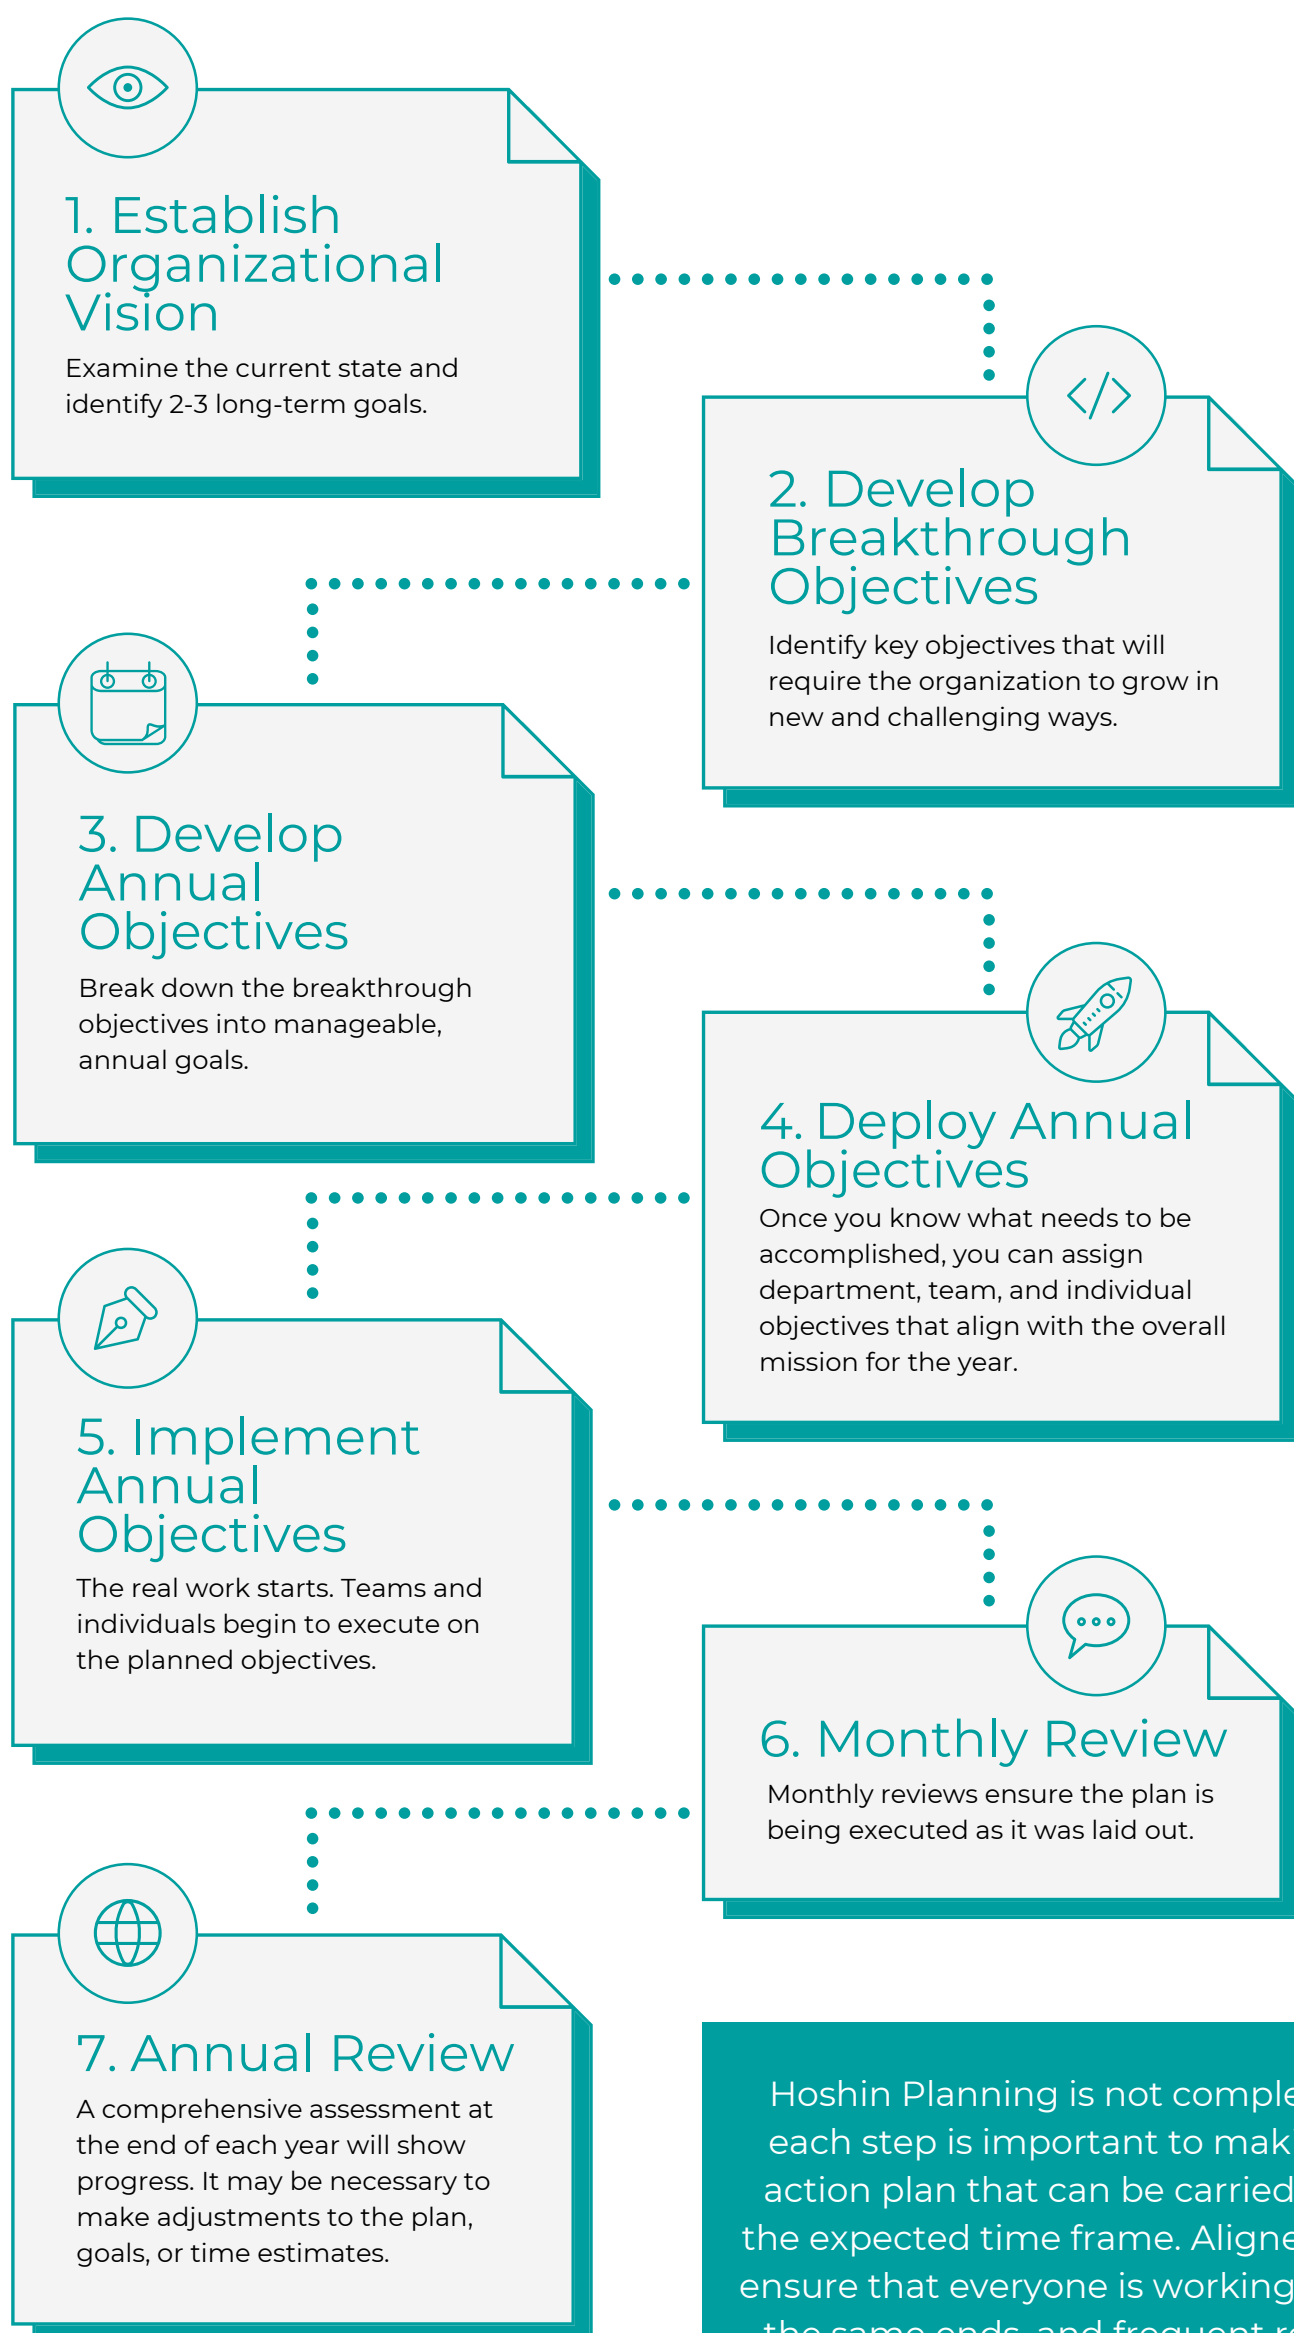 1. Establish
Organizational
Vision
Examine the current state and
identify 2-3 long-term goals.
2. Develop
Breakthrough
Objectives
Identify key objectives that will
require the organization to grow in
new and challenging ways.
3. Develop
Annual
Objectives
Break down the breakthrough
objectives into manageable,
annual goals.
4. Deploy Annual
Objectives
Once you know what needs to be
accomplished, you can assign
department, team, and individual
objectives that align with the overall
mission for the year.
5. Implement
Annual
Objectives
The real work starts. Teams and
individuals begin to execute on
the planned objectives.
6. Monthly Review
Monthly reviews ensure the plan is
being executed as it was laid out.
7. Annual Review
A comprehensive assessment at
the end of each year will show
progress. It may be necessary to
make adjustments to the plan,
goals, or time estimates.
Hoshin Planning is not
each step is important to
action plan that can be carried
the expected time frame.
ensure that everyone is working
the same ends, and frequent